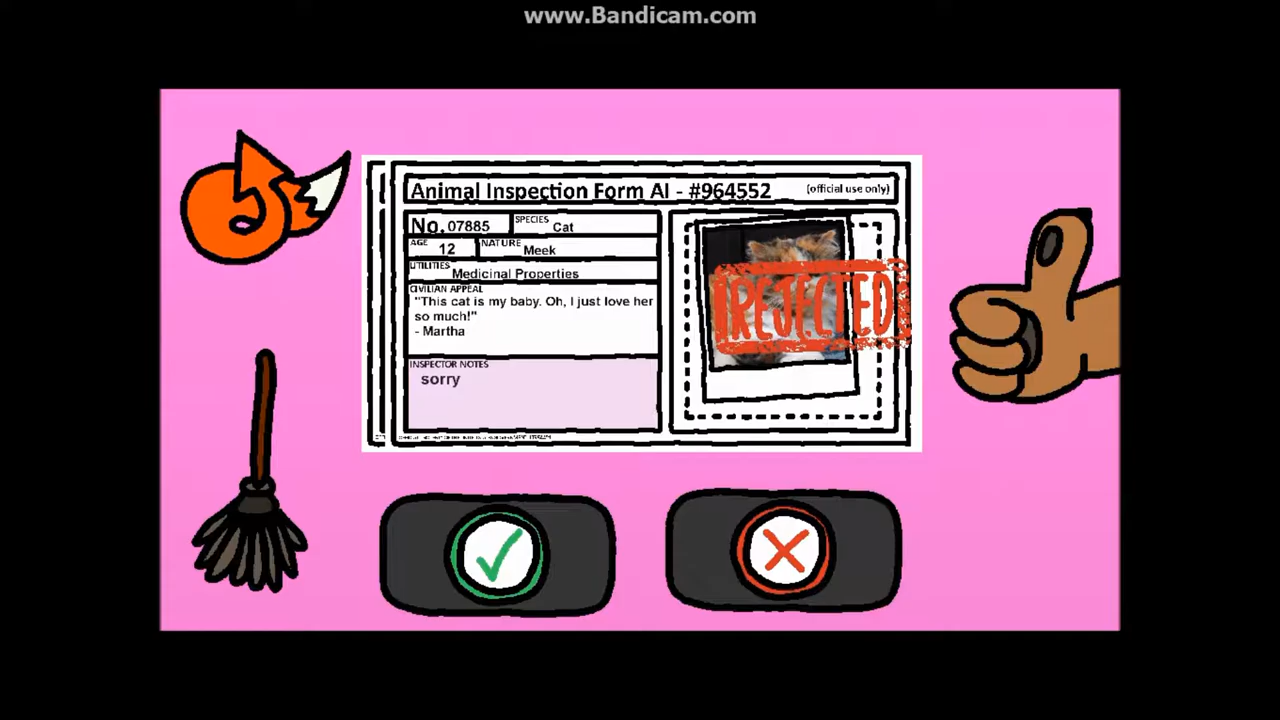 www.Bandicam.com
Animal Inspection Form AI - #964552
(official use only)
No. 07885
SPECIES
Cat
AGE
12
NATURE
Meek
UTILITIES
Medicinal Properties
CIVILIAN APPEAL
"This cat is my baby. Oh, I just love her
so much!"
- Martha
INSPECTOR NOTES
sorry
REJECTED